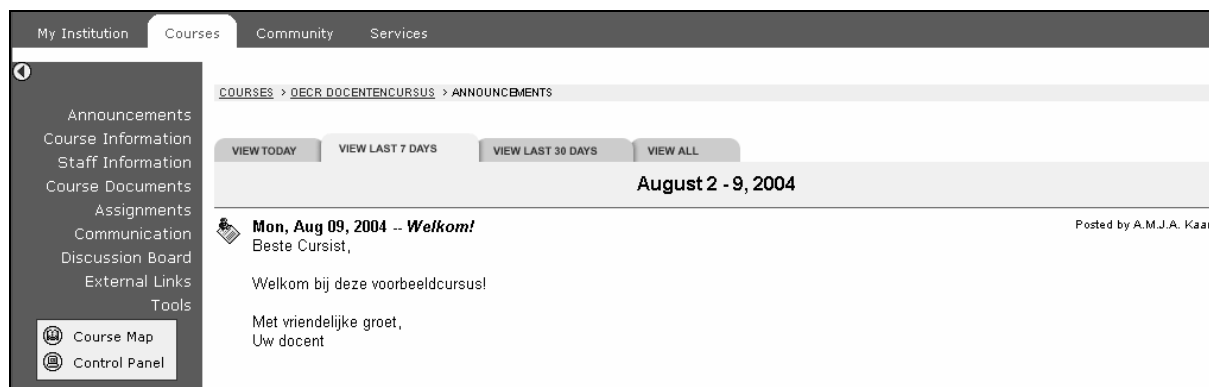 My Institution Courses Community Services
COURSES > OECR DOCENTENCURSUS > ANNOUNCEMENTS
Announcements
Course Information
Staff Information
Course Documents
Assignments
Communication
Discussion Board
External Links
Tools
Course Map
Control Panel
VIEW TODAY VIEW LAST 7 DAYS VIEW LAST 30 DAYS VIEW ALL
August 2 - 9, 2004
Mon, Aug 09, 2004 -- Welkom! Posted by A.M.J.A.
Beste Cursist,
Welkom bij deze voorbeeldcursus!
Met vriendelijke groet,
Uw docent